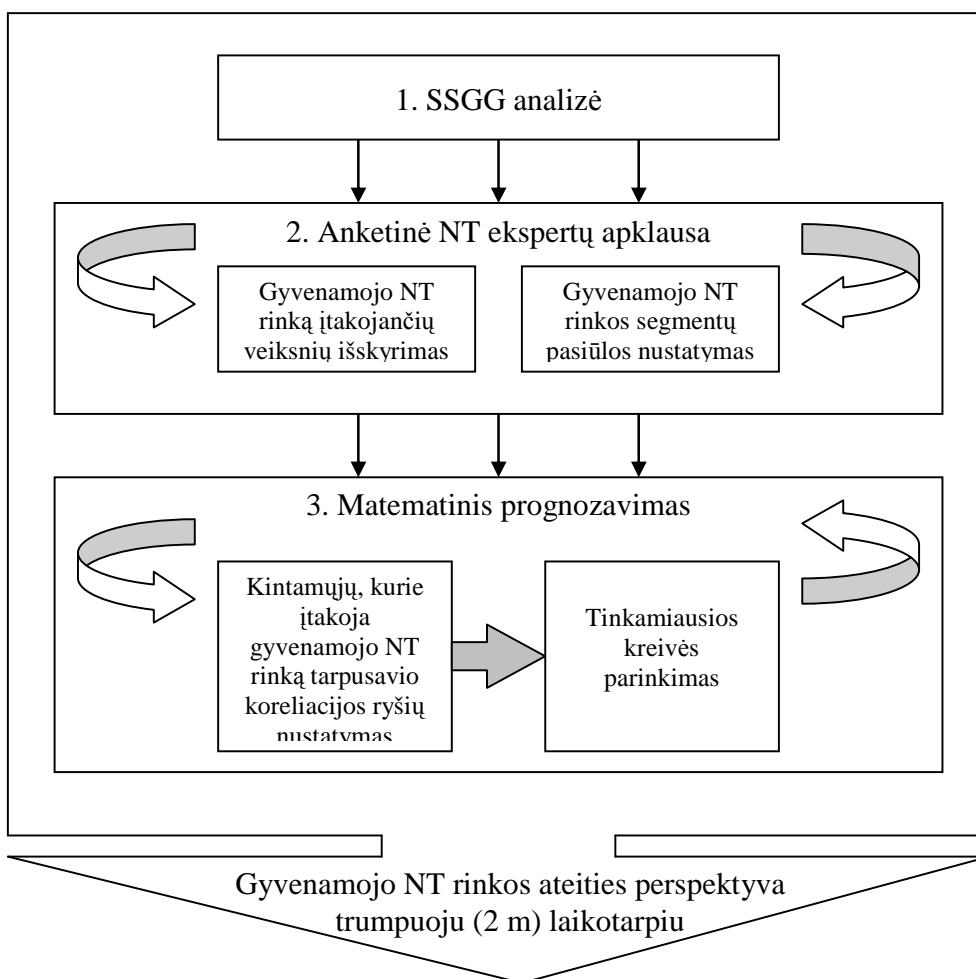 1. SSGG analizė
2. Anketinė NT ekspertų apklausa
Gyvenamojo NT
rinką įtakojančių
veiksnių išskyrimas
Gyvenamojo NT
rinkos segmentų
pasiūlos nustatymas
3. Matematinis prognozavimas
Kintamųjų, kurie
įtakoja
gyvenamojo NT
rinką tarpusavio
koreliacijos ryšių
nustatymas
Tinkamiausios
kreivės
parinkimas
Gyvenamojo NT rinkos ateities perspektyva
trumpuoju (2 m) laikotarpiu